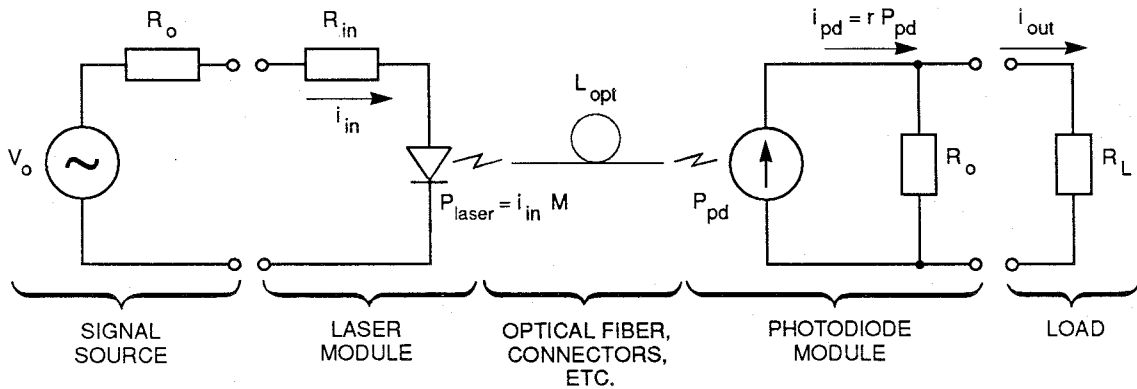 R_o
R_in
i_pd = r P_pd
i_out
L_opt
i_in
V_o
R_o
R_L
P_laser = i_in M
P_pd
SIGNAL
SOURCE
LASER
MODULE
OPTICAL FIBER,
CONNECTORS,
ETC.
PHOTODIODE
MODULE
LOAD